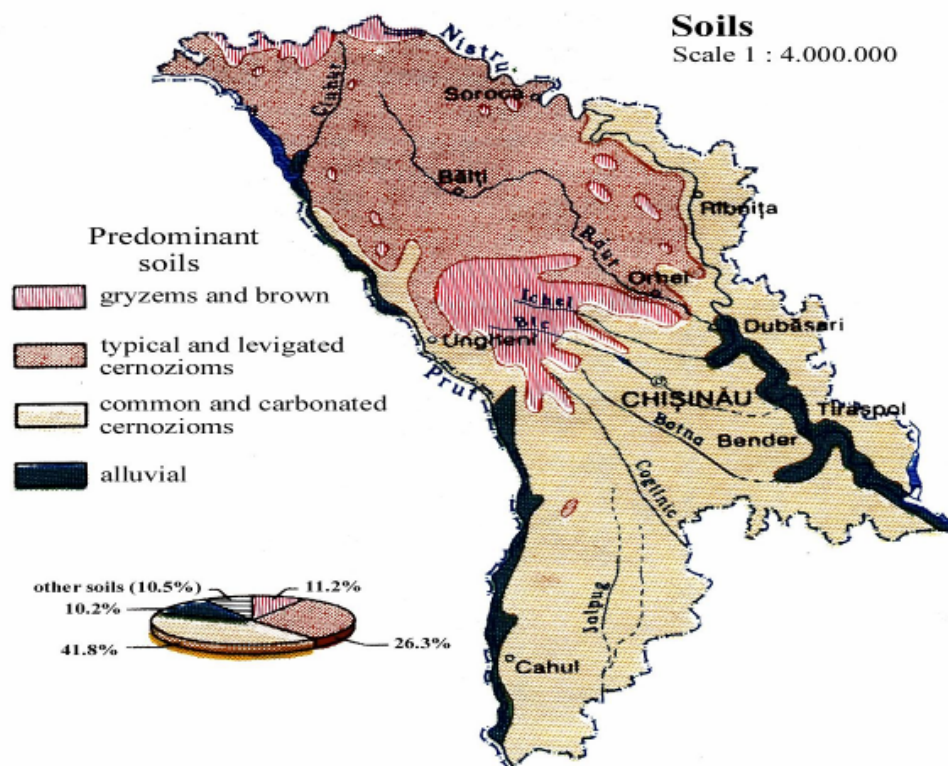 Soils
Scale 1 : 4.000.000
Nistru
Ciuhur
Soroca
Bălți
Răut
Rîbnița
Orhei
Ichel
Bîc
Ungheni
Dubăsari
Prut
CHIȘINĂU
Tiraspol
Botna
Bender
Cogîlnic
Ialpug
Cahul
Predominant
soils
gryzems and brown
typical and levigated
cernozioms
common and carbonated
cernozioms
alluvial
other soils (10.5%)
11.2%
10.2%
41.8%
26.3%